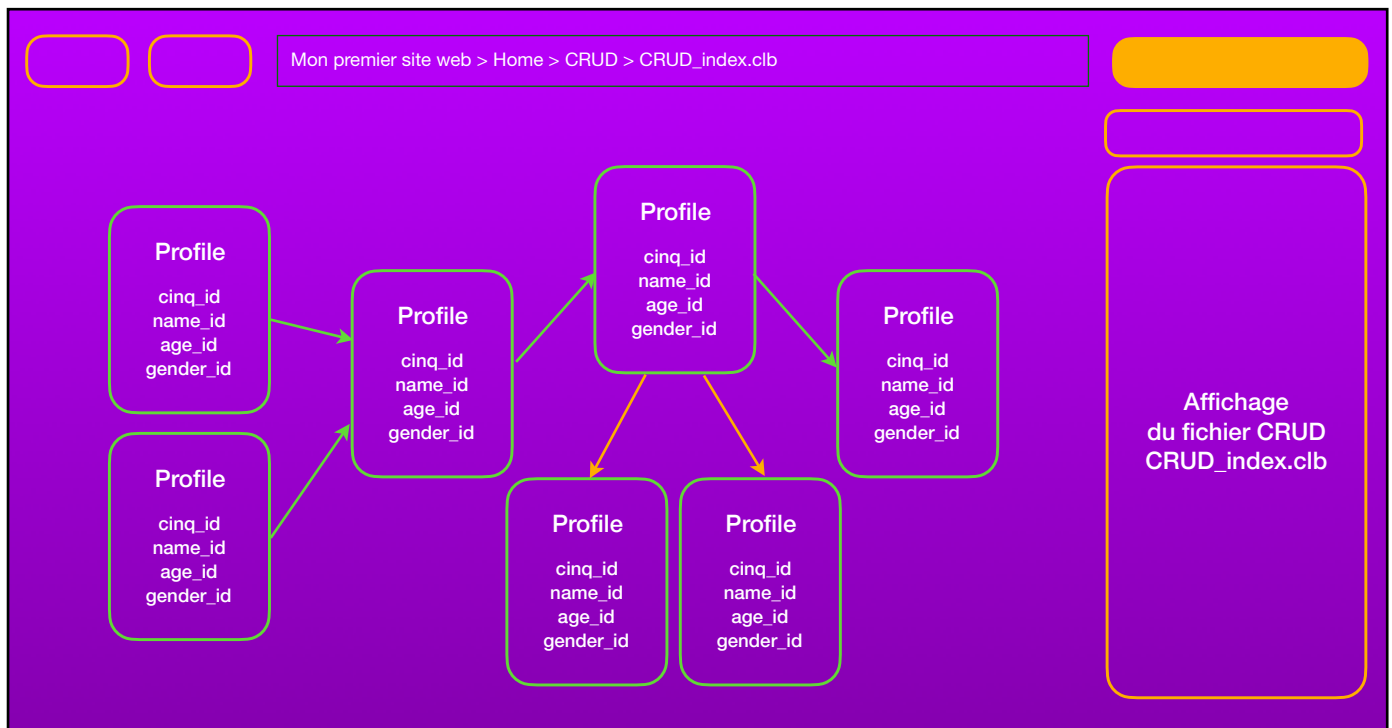 Mon premier site web > Home > CRUD > CRUD_index.clb
Profile
cinq_id
name_id
age_id
gender_id
Profile
cinq_id
name_id
age_id
gender_id
Profile
cinq_id
name_id
age_id
gender_id
Profile
cinq_id
name_id
age_id
gender_id
Profile
cinq_id
name_id
age_id
gender_id
Profile
cinq_id
name_id
age_id
gender_id
Profile
cinq_id
name_id
age_id
gender_id
Affichage
du fichier CRUD
CRUD_index.clb